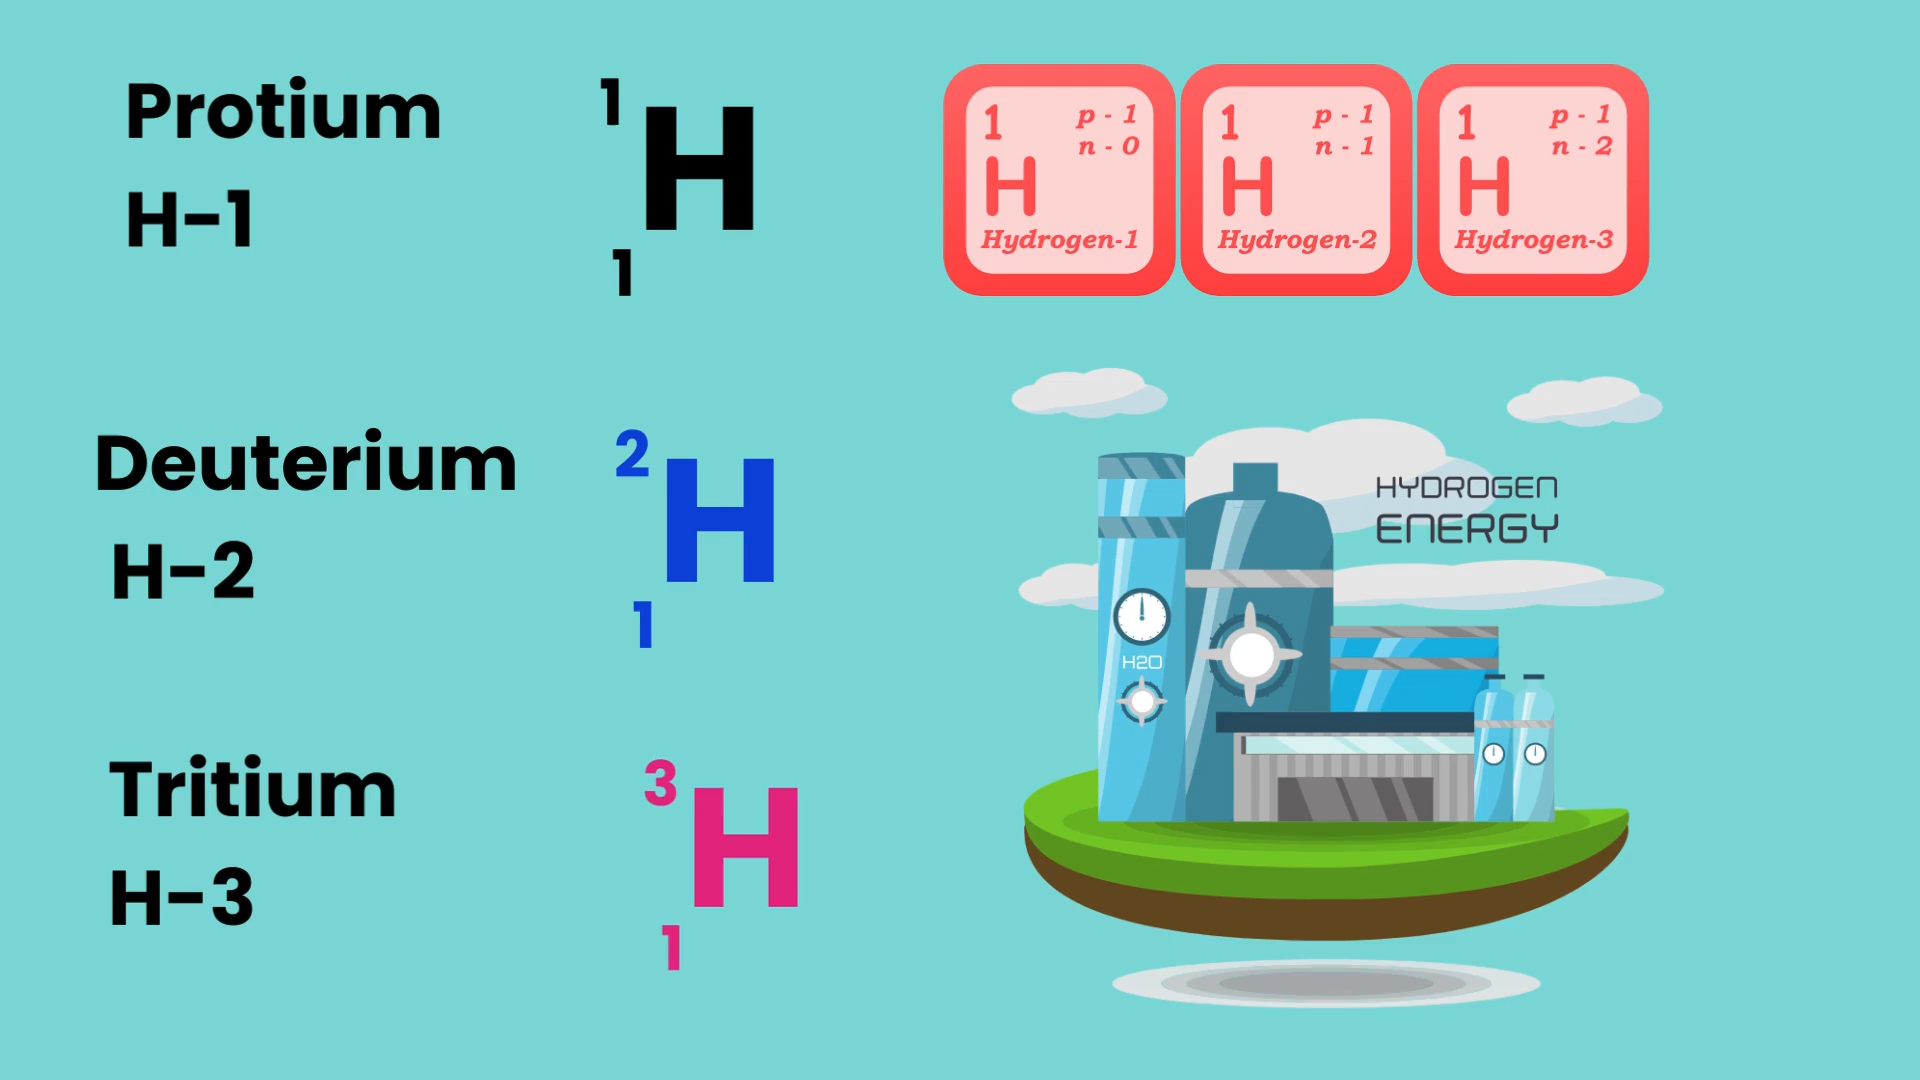 Protium
H-1
1
H
1
Deuterium
H-2
2
H
1
Tritium
H-3
3
H
1
1
p - 1
n - 0
H
Hydrogen-1
1
p - 1
n - 1
H
Hydrogen-2
1
p - 1
n - 2
H
Hydrogen-3
HYDROGEN
ENERGY
H2O